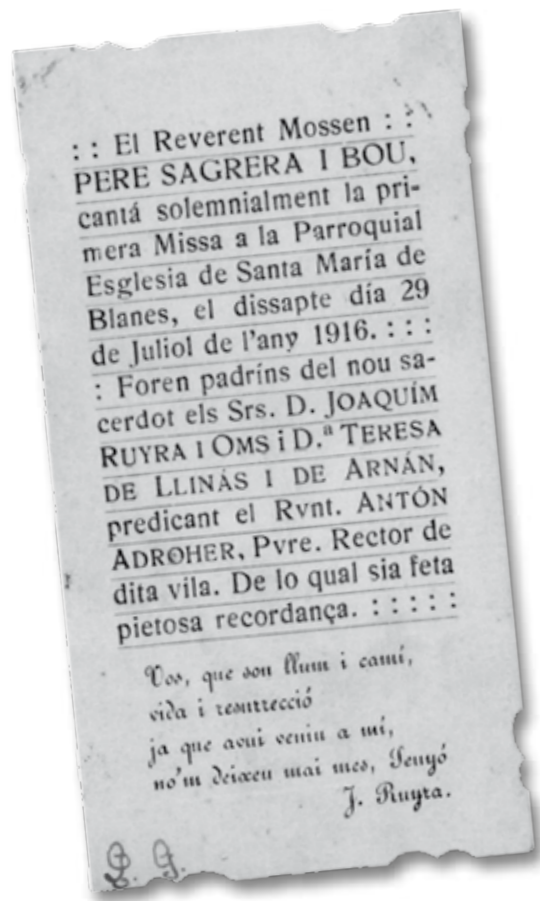 : : El Reverent Mossen : :
PERE SAGRERA I BOU,
cantá solemnialment la pri-
mera Missa a la Parroquial
Esglesia de Santa María de
Blanes, el dissapte día 29
de Juliol de l'any 1916. : : :
: Foren padríns del nou sa-
cerdot els Srs. D. JOAQUÍM
RUYRA I OMS i D.ª TERESA
DE LLINÁS I DE ARNÁN,
predicant el Rvnt. ANTÓN
ADROHER, Pvre. Rector de
dita vila. De lo qual sia feta
pietosa recordança. : : : : :
Vos, que sou llum i camí,
vida i resurrecció
ja que avui veniu a mí,
no'm deixeu mai mes, Senyó
J. Ruyra.